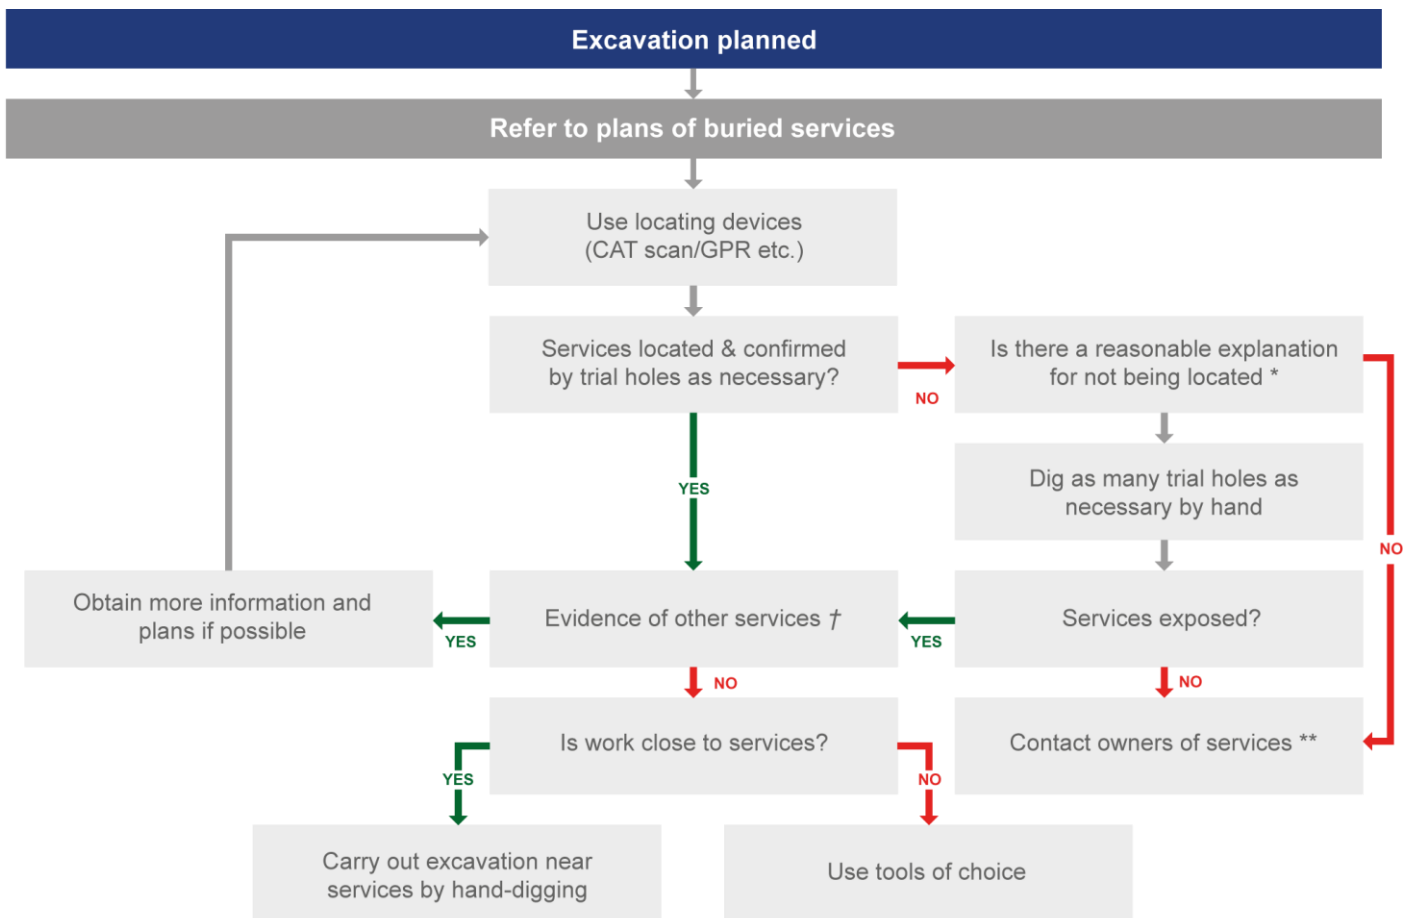 Excavation planned
Refer to plans of buried services
Use locating devices
(CAT scan/GPR etc.)
Services located & confirmed
by trial holes as necessary?
NO
Is there a reasonable explanation
for not being located *
YES
Dig as many trial holes as
necessary by hand
NO
Obtain more information and
plans if possible
YES
Evidence of other services †
YES
Services exposed?
NO
NO
Is work close to services?
Contact owners of services **
YES
NO
Carry out excavation near
services by hand-digging
Use tools of choice